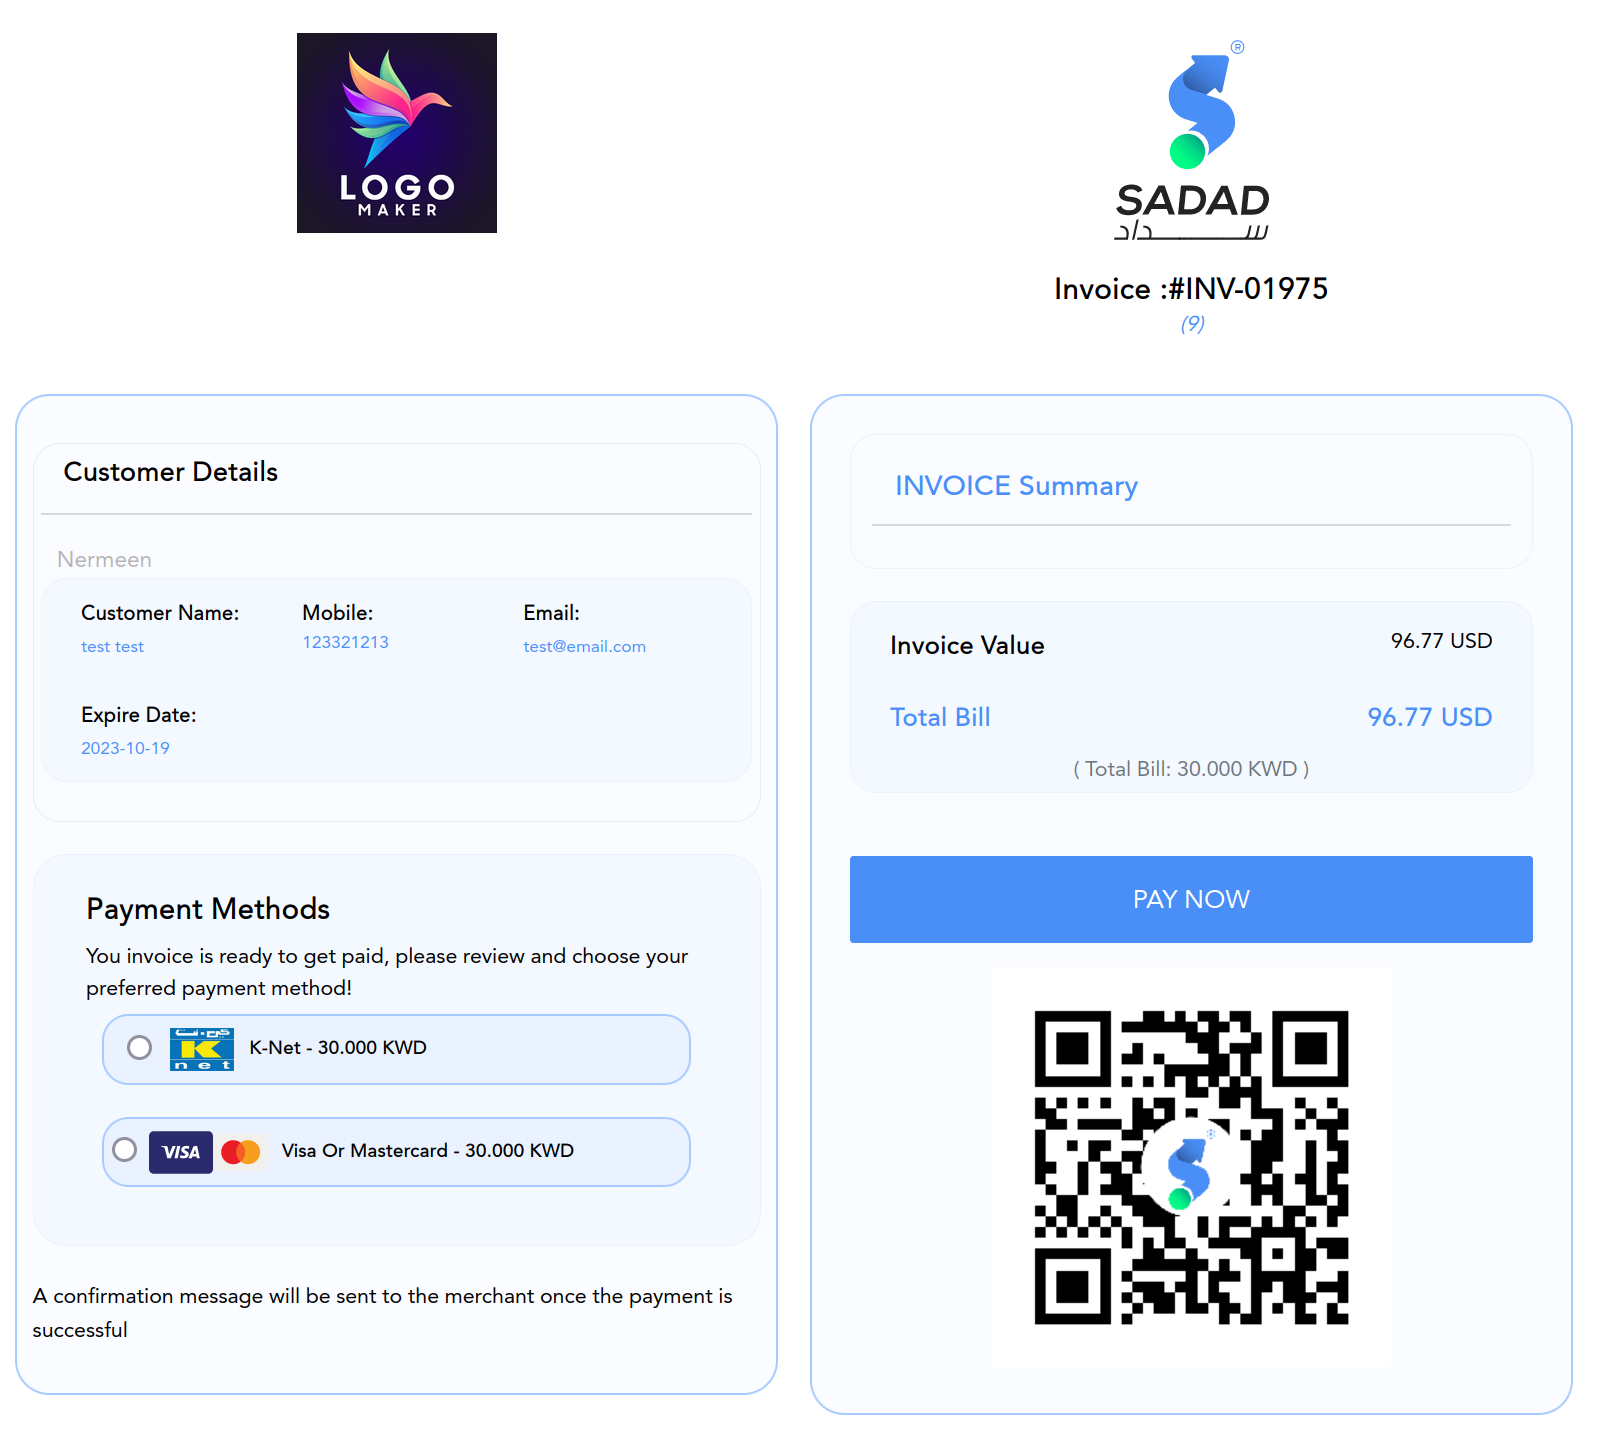 LOGO
MAKER
®
SADAD
ســـداد
Invoice :#INV-01975
(9)
Customer Details
Nermeen
Customer Name:
Mobile:
Email:
test test
123321213
test@email.com
Expire Date:
2023-10-19
Payment Methods
You invoice is ready to get paid, please review and choose your
preferred payment method!
كي-نت
K
net
K-Net - 30.000 KWD
VISA
Visa Or Mastercard - 30.000 KWD
A confirmation message will be sent to the merchant once the payment is
successful
INVOICE Summary
Invoice Value
96.77 USD
Total Bill
96.77 USD
( Total Bill: 30.000 KWD )
PAY NOW